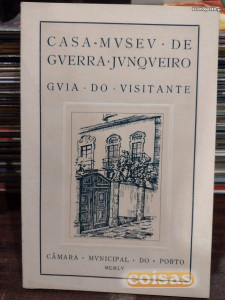 CASA·MVSEV·DE
GVERRA·JVNQVEIRO
GVIA·DO·VISITANTE
CÂMARA · MVNICIPAL · DO · PORTO
MCMLV
coisas